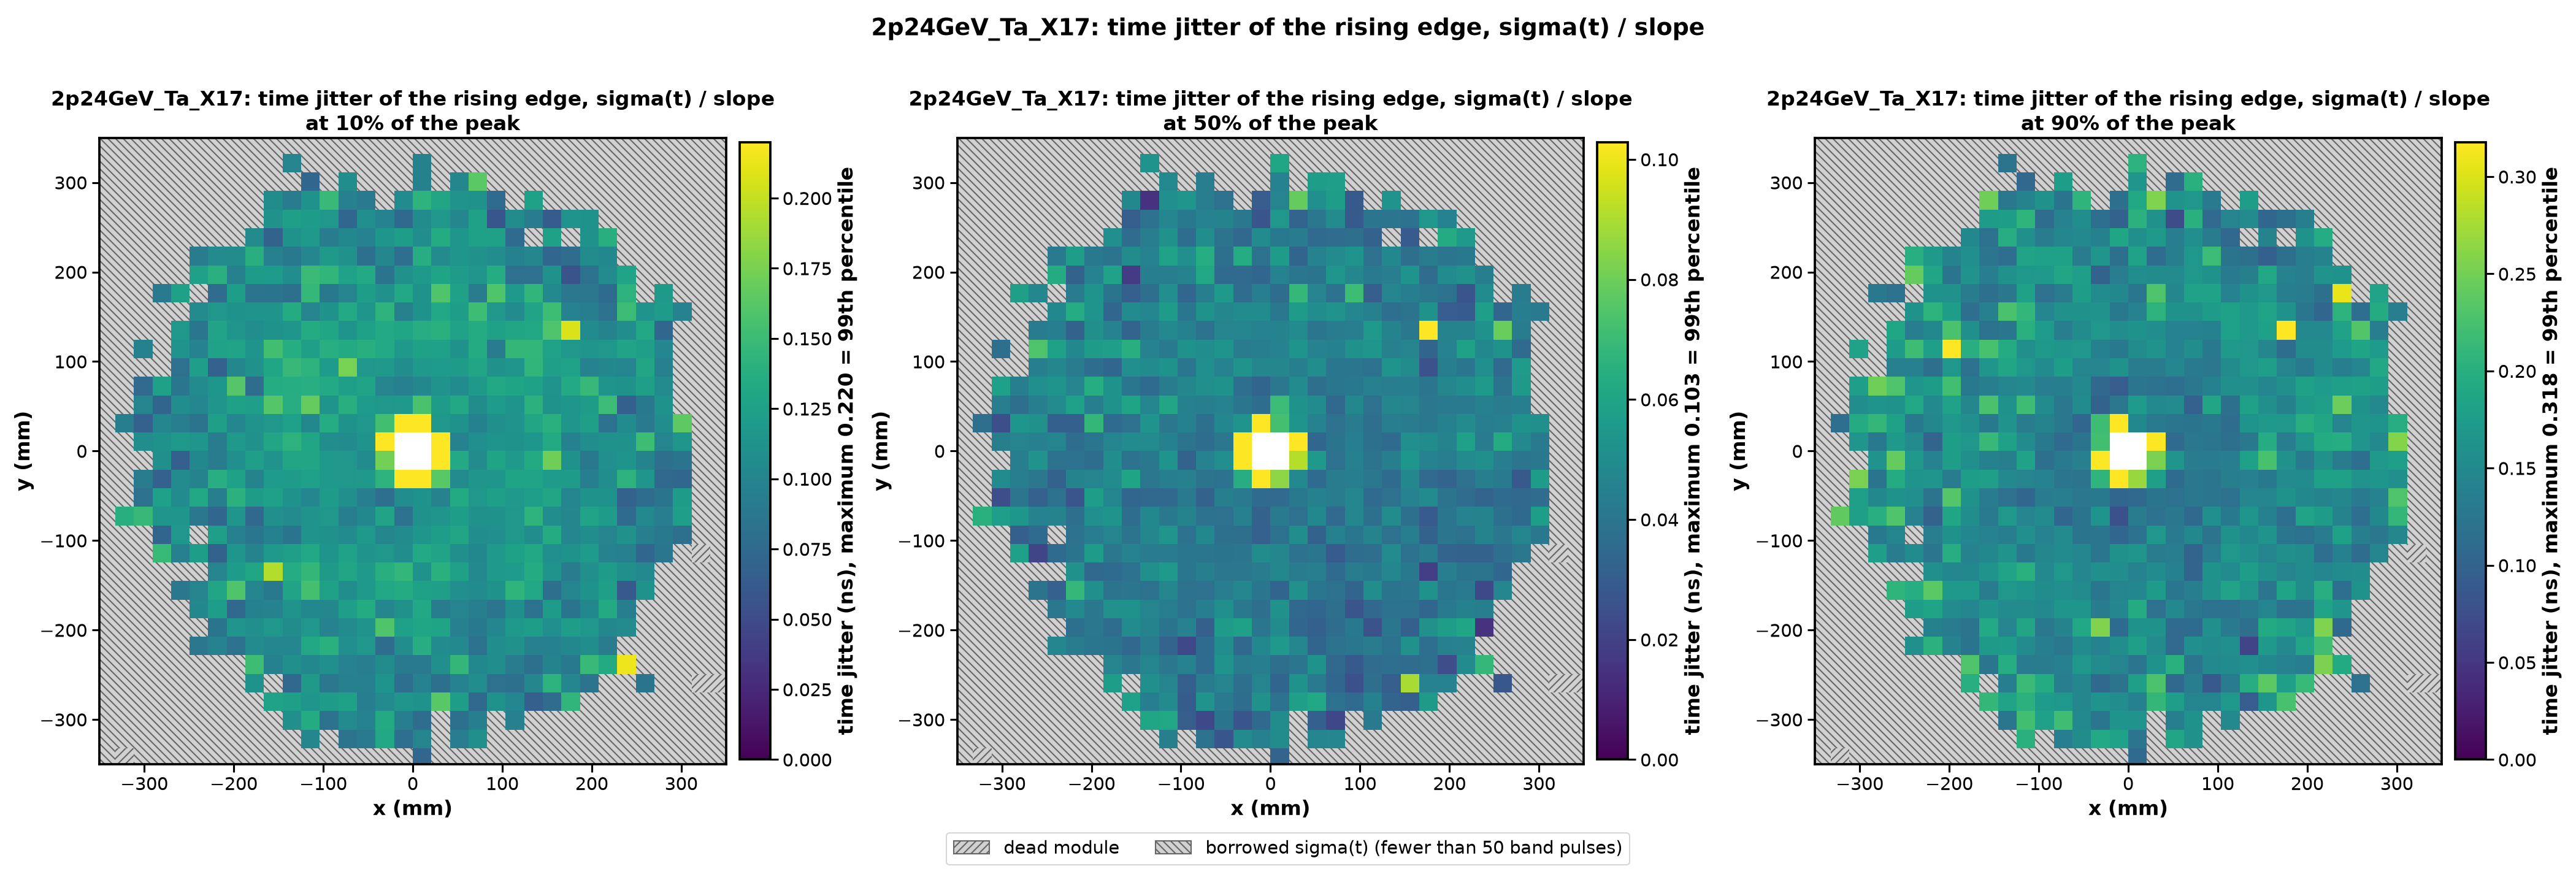 2p24GeV_Ta_X17: time jitter of the rising edge, sigma(t) / slope
2p24GeV_Ta_X17: time jitter of the rising edge, sigma(t) / slope
at 10% of the peak
300
200
100
0
−100
−200
−300
y (mm)
−300 −200 −100 0 100 200 300
x (mm)
0.200
0.175
0.150
0.125
0.100
0.075
0.050
0.025
0.000
time jitter (ns), maximum 0.220 = 99th percentile
2p24GeV_Ta_X17: time jitter of the rising edge, sigma(t) / slope
at 50% of the peak
300
200
100
0
−100
−200
−300
y (mm)
−300 −200 −100 0 100 200 300
x (mm)
0.10
0.08
0.06
0.04
0.02
0.00
time jitter (ns), maximum 0.103 = 99th percentile
2p24GeV_Ta_X17: time jitter of the rising edge, sigma(t) / slope
at 90% of the peak
300
200
100
0
−100
−200
−300
y (mm)
−300 −200 −100 0 100 200 300
x (mm)
0.30
0.25
0.20
0.15
0.10
0.05
0.00
time jitter (ns), maximum 0.318 = 99th percentile
dead module
borrowed sigma(t) (fewer than 50 band pulses)